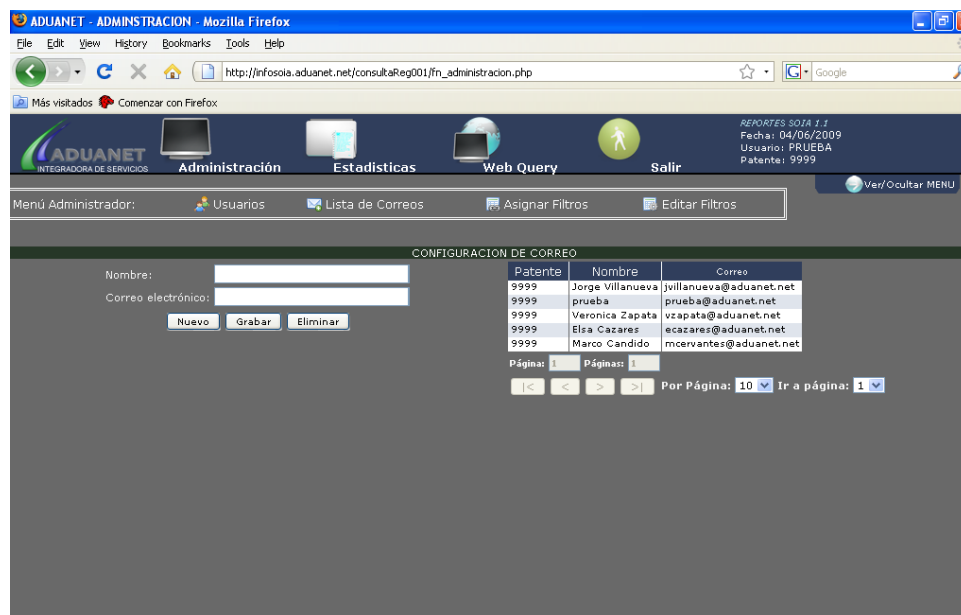 ADUANET - ADMINSTRACION - Mozilla Firefox
File Edit View History Bookmarks Tools Help
http://infosoia.aduanet.net/consultaReg001/fn_administracion.php
Google
Más visitados Comenzar con Firefox
ADUANET
INTEGRADORA DE SERVICIOS
Administración Estadisticas Web Query Salir
REPORTES SOIA 1.1
Fecha: 04/06/2009
Usuario: PRUEBA
Patente: 9999
Ver/Ocultar MENU
Menú Administrador: Usuarios Lista de Correos Asignar Filtros Editar Filtros
CONFIGURACION DE CORREO
Nombre:
Correo electrónico:
Nuevo Grabar Eliminar
Patente Nombre Correo
9999 Jorge Villanueva jvillanueva@aduanet.net
9999 prueba prueba@aduanet.net
9999 Veronica Zapata vzapata@aduanet.net
9999 Elsa Cazares ecazares@aduanet.net
9999 Marco Candido mcervantes@aduanet.net
Página: 1 Páginas: 1
|< < > >| Por Página: 10 Ir a página: 1